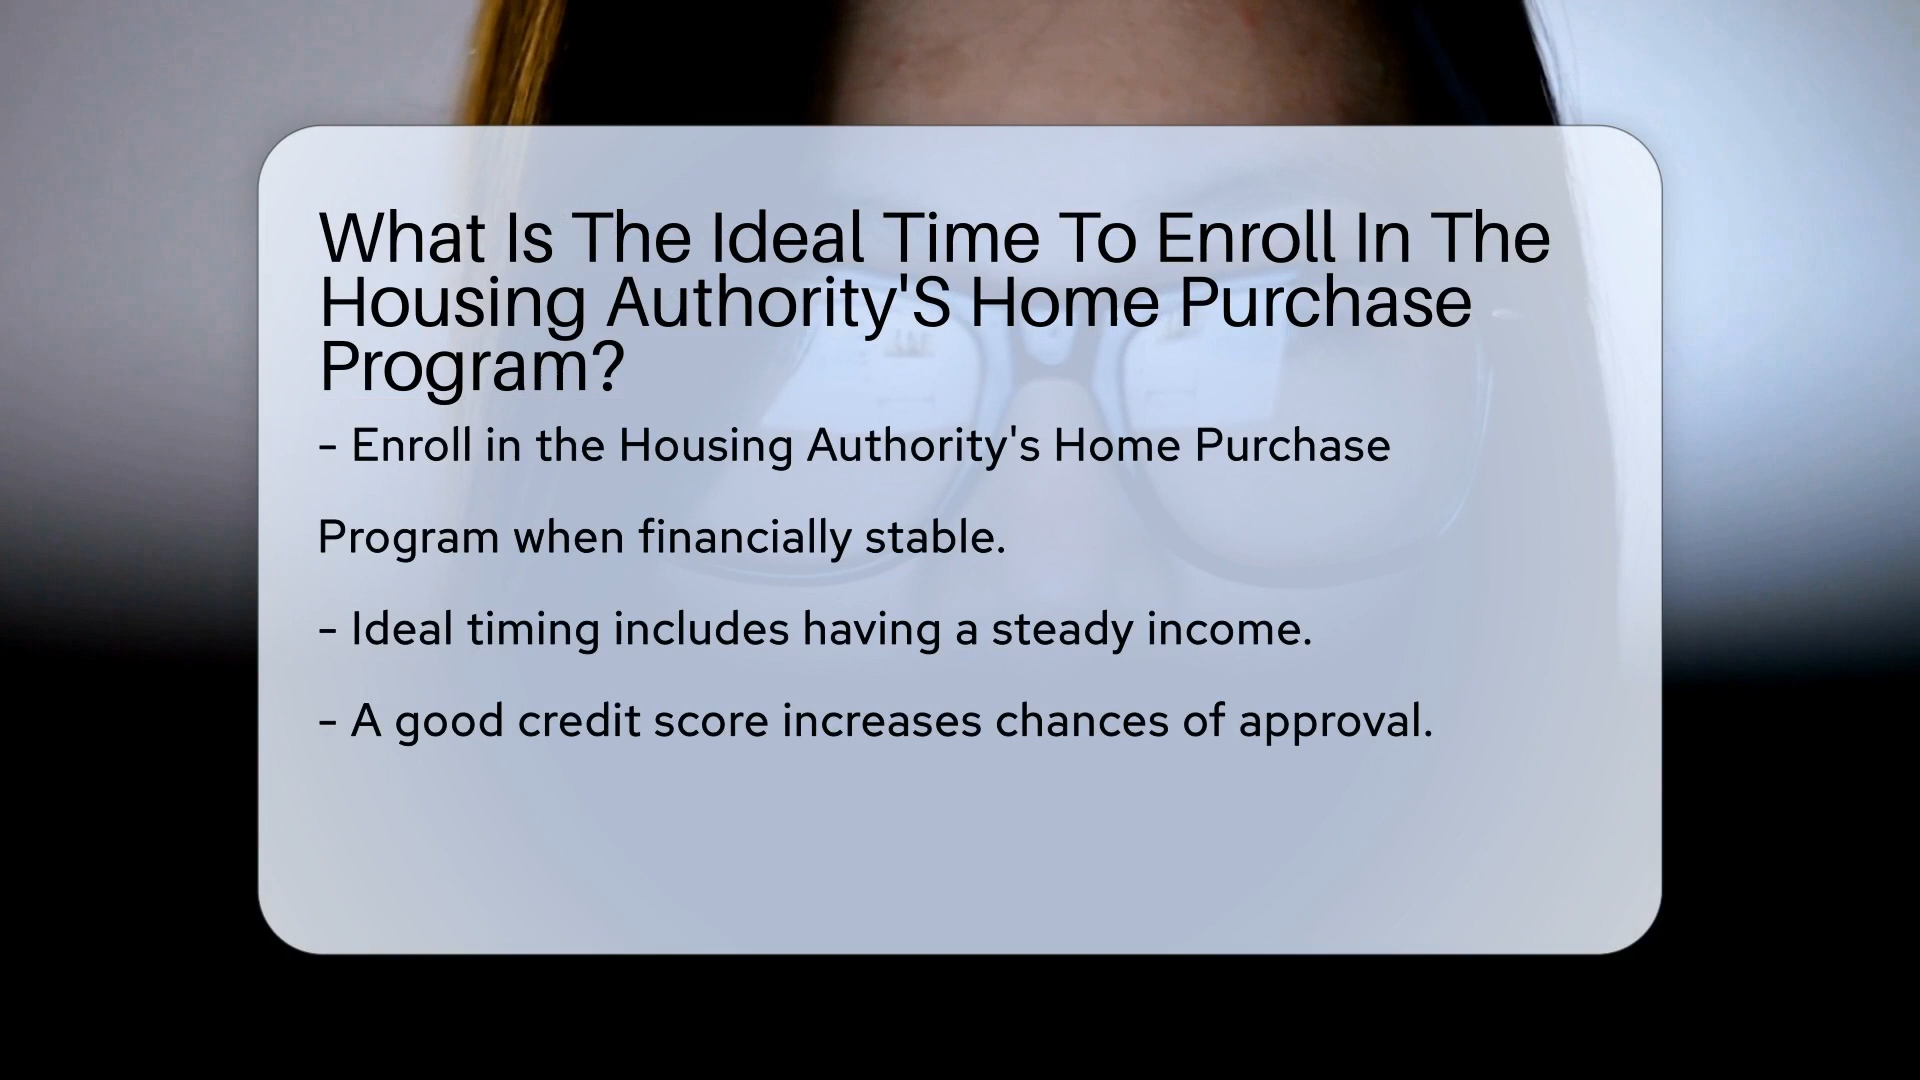 What Is The Ideal Time To Enroll In The
Housing Authority'S Home Purchase
Program?
- Enroll in the Housing Authority's Home Purchase
Program when financially stable.
- Ideal timing includes having a steady income.
- A good credit score increases chances of approval.